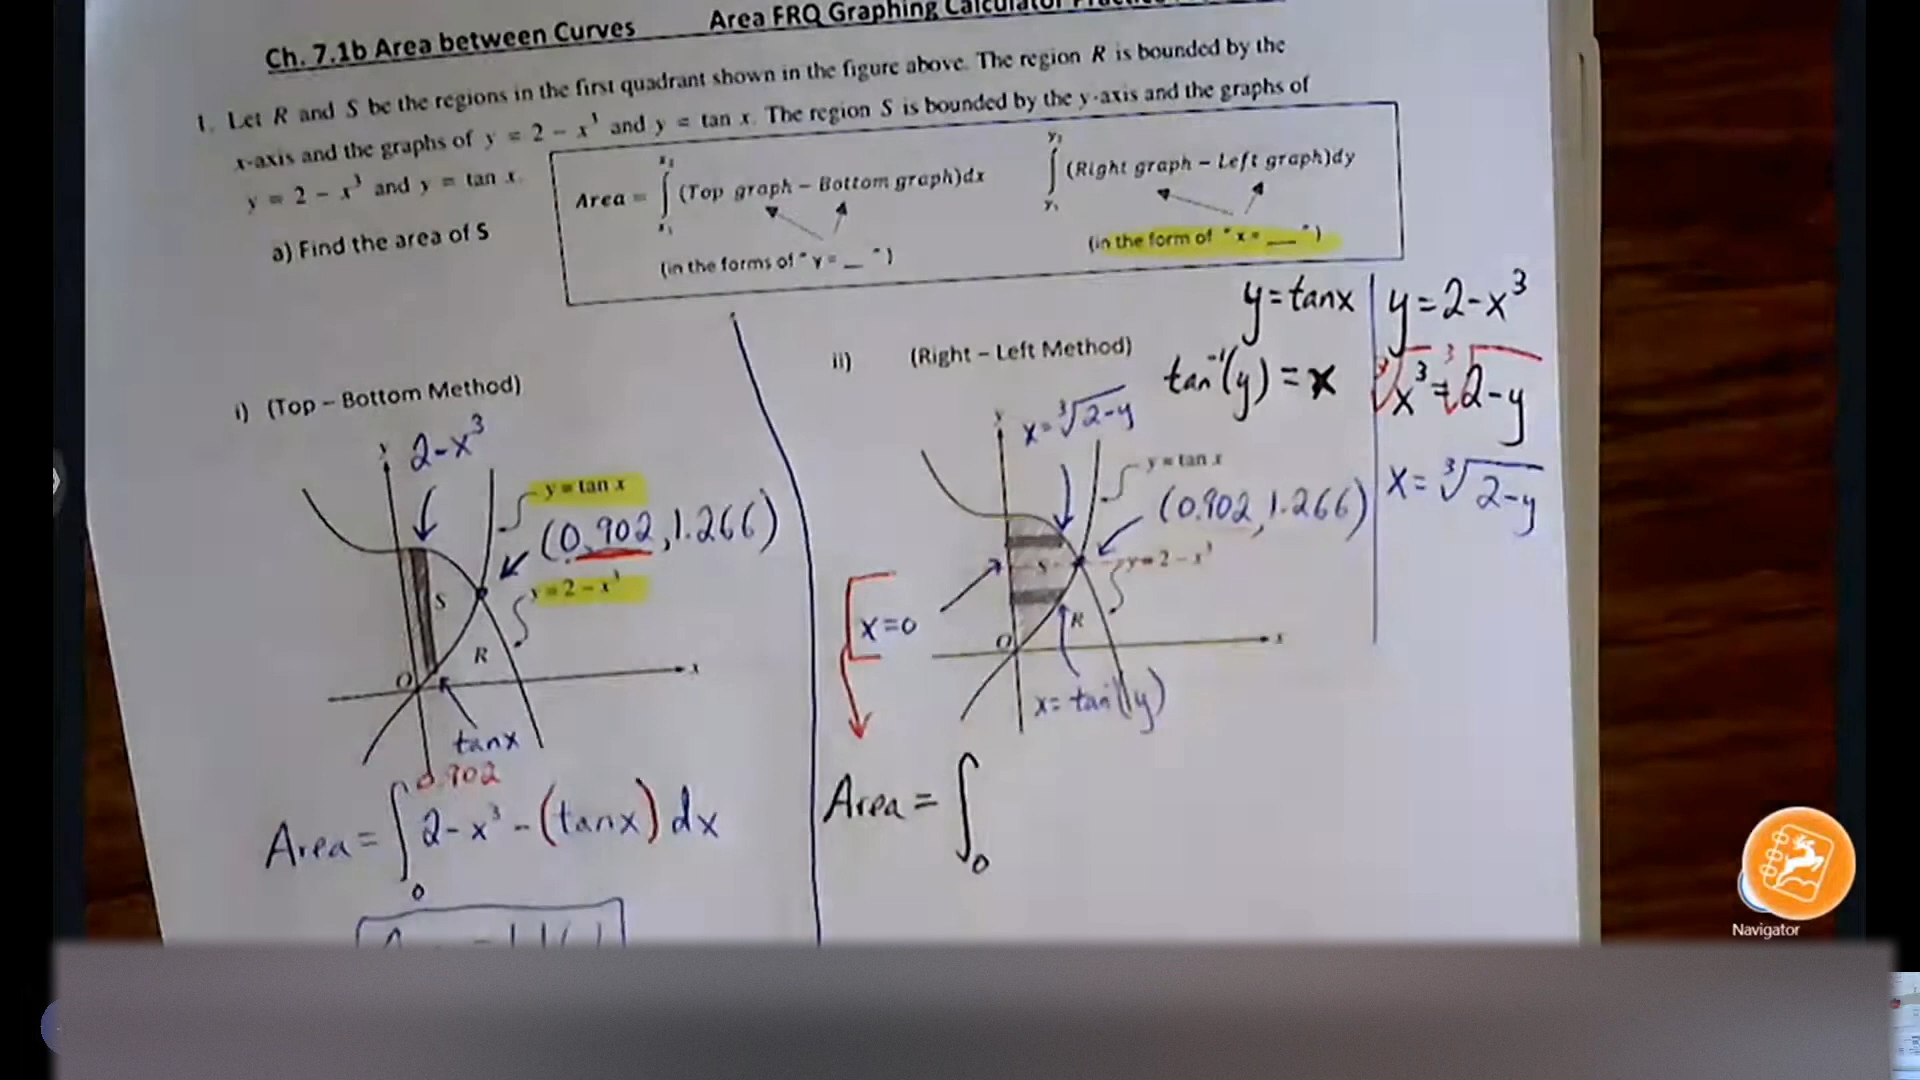 Ch. 7.1b Area between Curves Area FRQ Graphing Calculator
1. Let R and S be the regions in the first quadrant shown in the figure above. The region R is bounded by the
x-axis and the graphs of y = 2 − x³ and y = tan x. The region S is bounded by the y-axis and the graphs of
y = 2 − x³ and y = tan x.
a) Find the area of S
Area = ∫ (Top graph − Bottom graph)dx
x₂
x₁
(in the forms of "y = __ ")
∫ (Right graph − Left graph)dy
y₂
y₁
(in the form of "x = __ ")
i) (Top − Bottom Method)
2-x³
y
y = tan x
(0.902, 1.266)
y = 2 − x³
S
R
O
x
tanx
0.902
Area = ∫ 2-x³ - (tanx) dx
0
ii) (Right − Left Method)
y = tanx
tan⁻¹(y) = x
y = 2-x³
∛x³ = ∛2-y
x = ∛2-y
x = ∛2-y
y
y = tan x
(0.902, 1.266)
y = 2 − x³
S
R
x = 0
O
x
x = tan⁻¹(y)
Area = ∫
0
Navigator